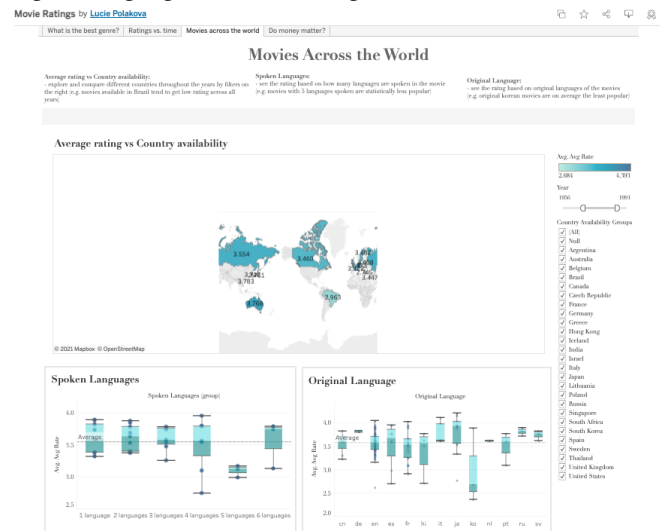 Movie Ratings by Lucie Polakova
What is the best genre? Ratings vs. time Movies across the world Do money matter?
Movies Across the World
Average rating vs Country availability:
- explore and compare different countries throughout the years by filters on
the right (e.g. movies available in Brazil tend to get low rating across all
years)
Spoken Languages:
- see the rating based on how many languages are spoken in the movie
(e.g. movies with 5 languages spoken are statistically less popular)
Original Language:
- see the rating based on original languages of the movies
(e.g. original korean movies are on average the least popular)
Average rating vs Country availability
3.554
3.460
3.783
3.447
2.963
3.768
© 2021 Mapbox © OpenStreetMap
Avg. Avg Rate
2.684 4.393
Year
1956 1991
Country Availability Groups
(All)
Null
Argentina
Australia
Belgium
Brazil
Canada
Czech Republic
France
Germany
Greece
Hong Kong
Iceland
India
Israel
Italy
Japan
Lithuania
Poland
Russia
Singapore
South Africa
South Korea
Spain
Sweden
Thailand
United Kingdom
United States
Spoken Languages
Spoken Languages (group)
Avg. Avg Rate
4.0
3.5
3.0
2.5
Average
1 language 2 languages 3 languages 4 languages 5 languages 6 languages
Original Language
Original Language
Avg. Avg Rate
4.0
3.5
3.0
2.5
2.0
Average
cn de en es fr hi it ja ko nl pt ru sv